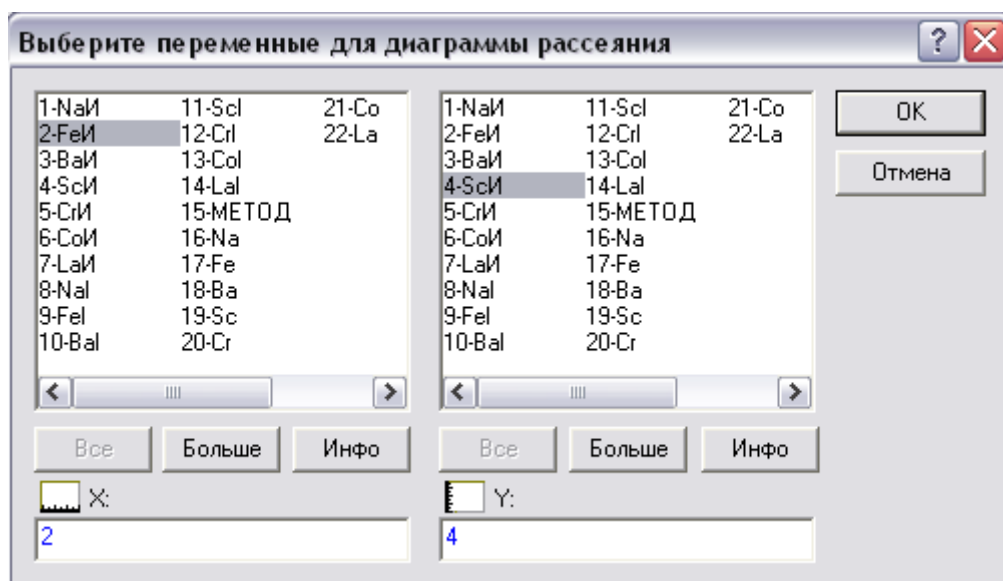 Выберите переменные для диаграммы рассеяния
1-NaИ 11-ScI 21-Co
2-FeИ 12-CrI 22-La
3-BaИ 13-CoI
4-ScИ 14-LaI
5-CrИ 15-МЕТОД
6-CoИ 16-Na
7-LaИ 17-Fe
8-NaI 18-Ba
9-FeI 19-Sc
10-BaI 20-Cr
Все Больше Инфо
X:
2
1-NaИ 11-ScI 21-Co
2-FeИ 12-CrI 22-La
3-BaИ 13-CoI
4-ScИ 14-LaI
5-CrИ 15-МЕТОД
6-CoИ 16-Na
7-LaИ 17-Fe
8-NaI 18-Ba
9-FeI 19-Sc
10-BaI 20-Cr
Все Больше Инфо
Y:
4
OK
Отмена